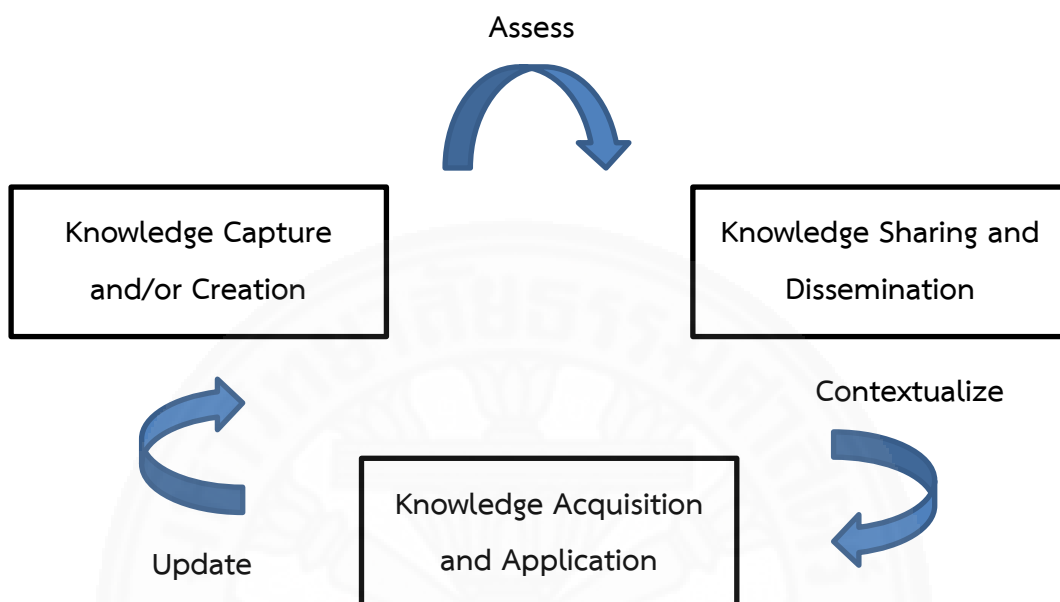 Assess
Knowledge Capture
and/or Creation
Knowledge Sharing and
Dissemination
Contextualize
Knowledge Acquisition
and Application
Update